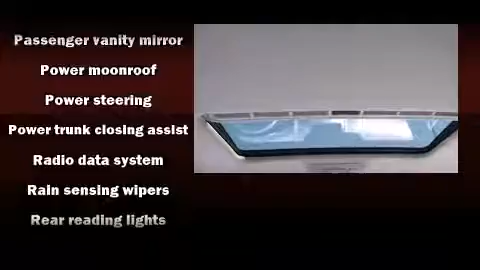 Passenger vanity mirror
Power moonroof
Power steering
Power trunk closing assist
Radio data system
Rain sensing wipers
Rear reading lights